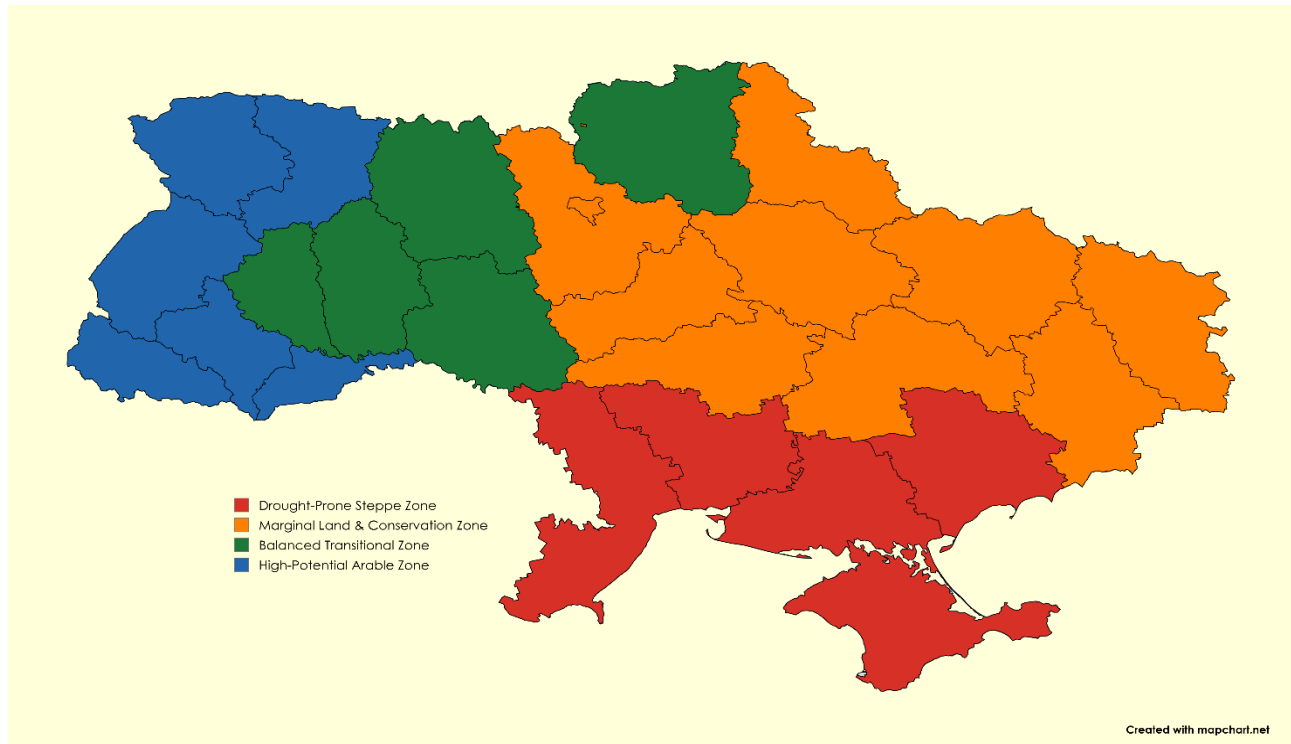 Drought-Prone Steppe Zone
Marginal Land & Conservation Zone
Balanced Transitional Zone
High-Potential Arable Zone
Created with mapchart.net